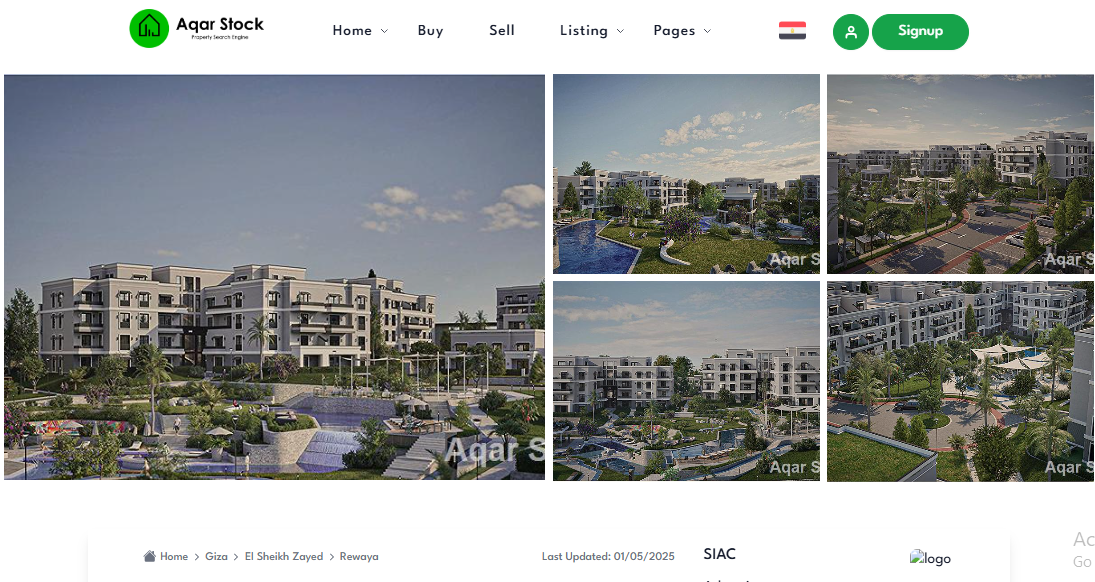 Aqar Stock
Property Search Engine
Home Buy Sell Listing Pages Signup
Aqar S
Aqar S
Aqar S
Aqar S
Aqar S
Home > Giza > El Sheikh Zayed > Rewaya
Last Updated: 01/05/2025
SIAC
logo
Ac
Go